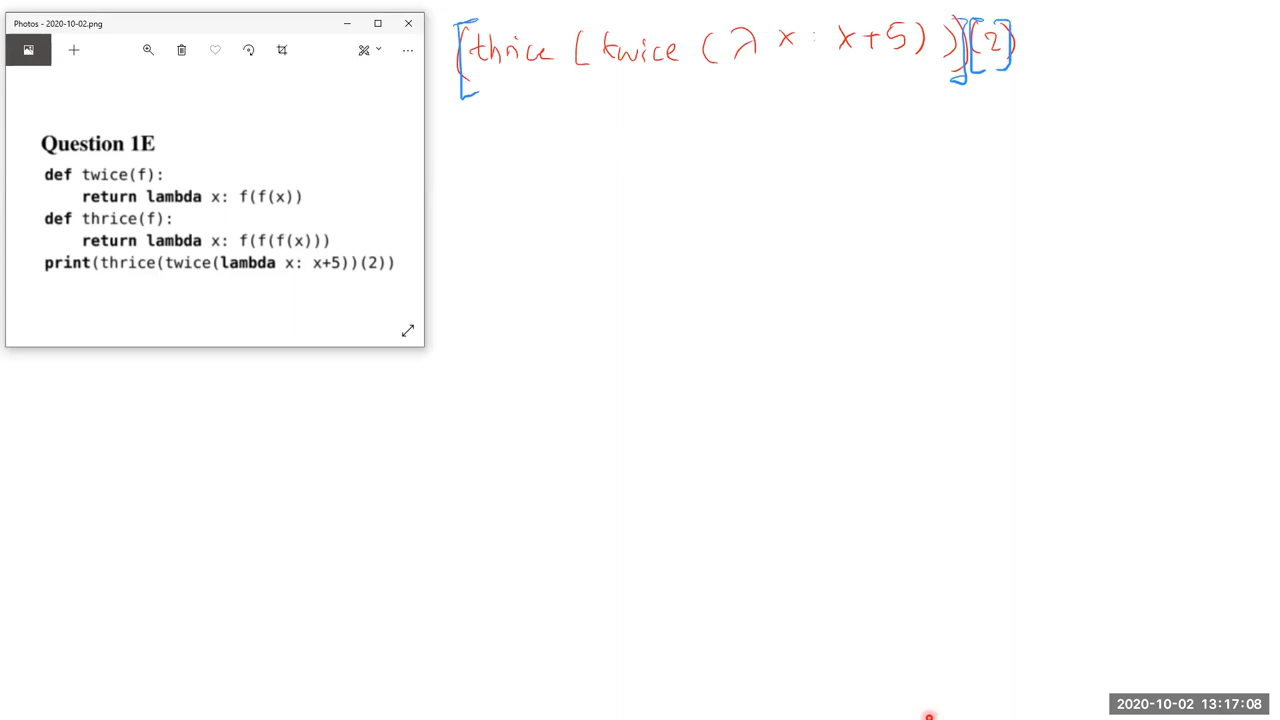 Photos - 2020-10-02.png
Question 1E
def twice(f):
    return lambda x: f(f(x))
def thrice(f):
    return lambda x: f(f(f(x)))
print(thrice(twice(lambda x: x+5))(2))
[(thrice (twice (λ x : x+5) ))][(2)]
2020-10-02 13:17:08